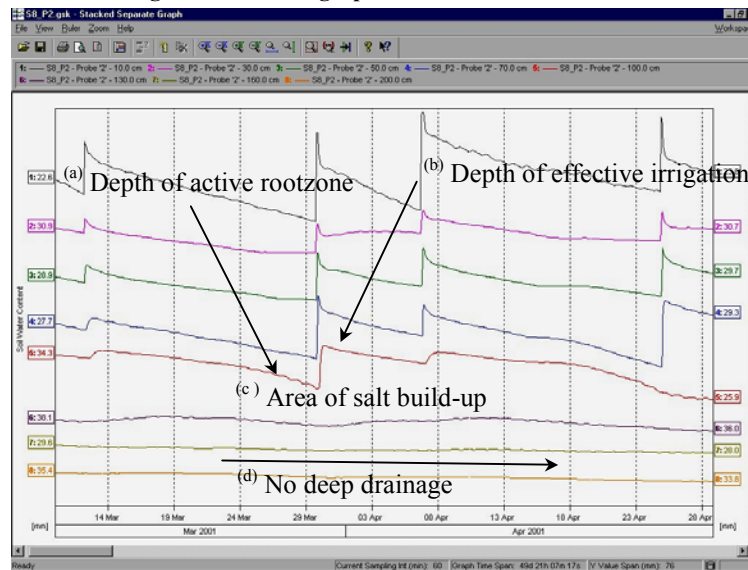 S8_P2.gsk - Stacked Separate Graph
File View Ruler Zoom Help
Workspa
1: S8_P2 - Probe '2' - 10.0 cm 2: S8_P2 - Probe '2' - 30.0 cm 3: S8_P2 - Probe '2' - 50.0 cm 4: S8_P2 - Probe '2' - 70.0 cm 5: S8_P2 - Probe '2' - 100.0 cm
6: S8_P2 - Probe '2' - 130.0 cm 7: S8_P2 - Probe '2' - 160.0 cm 8: S8_P2 - Probe '2' - 200.0 cm
1: 22.6
(a) Depth of active rootzone
(b) Depth of effective irrigation
2: 30.9
2: 30.7
3: 28.9
3: 29.7
4: 27.7
4: 29.3
Soil Water Content
5: 34.3
(c) Area of salt build-up
5: 25.9
6: 38.1
6: 36.0
7: 29.6
7: 28.0
8: 35.4
8: 33.8
(d) No deep drainage
[mm] 14 Mar 19 Mar 24 Mar 29 Mar 03 Apr 08 Apr 13 Apr 18 Apr 23 Apr 28 Apr [mm]
Mar 2001 Apr 2001
Ready Current Sampling Int (min): 60 Graph Time Span: 49d 21h 07m 17s Y Value Span (mm): 76